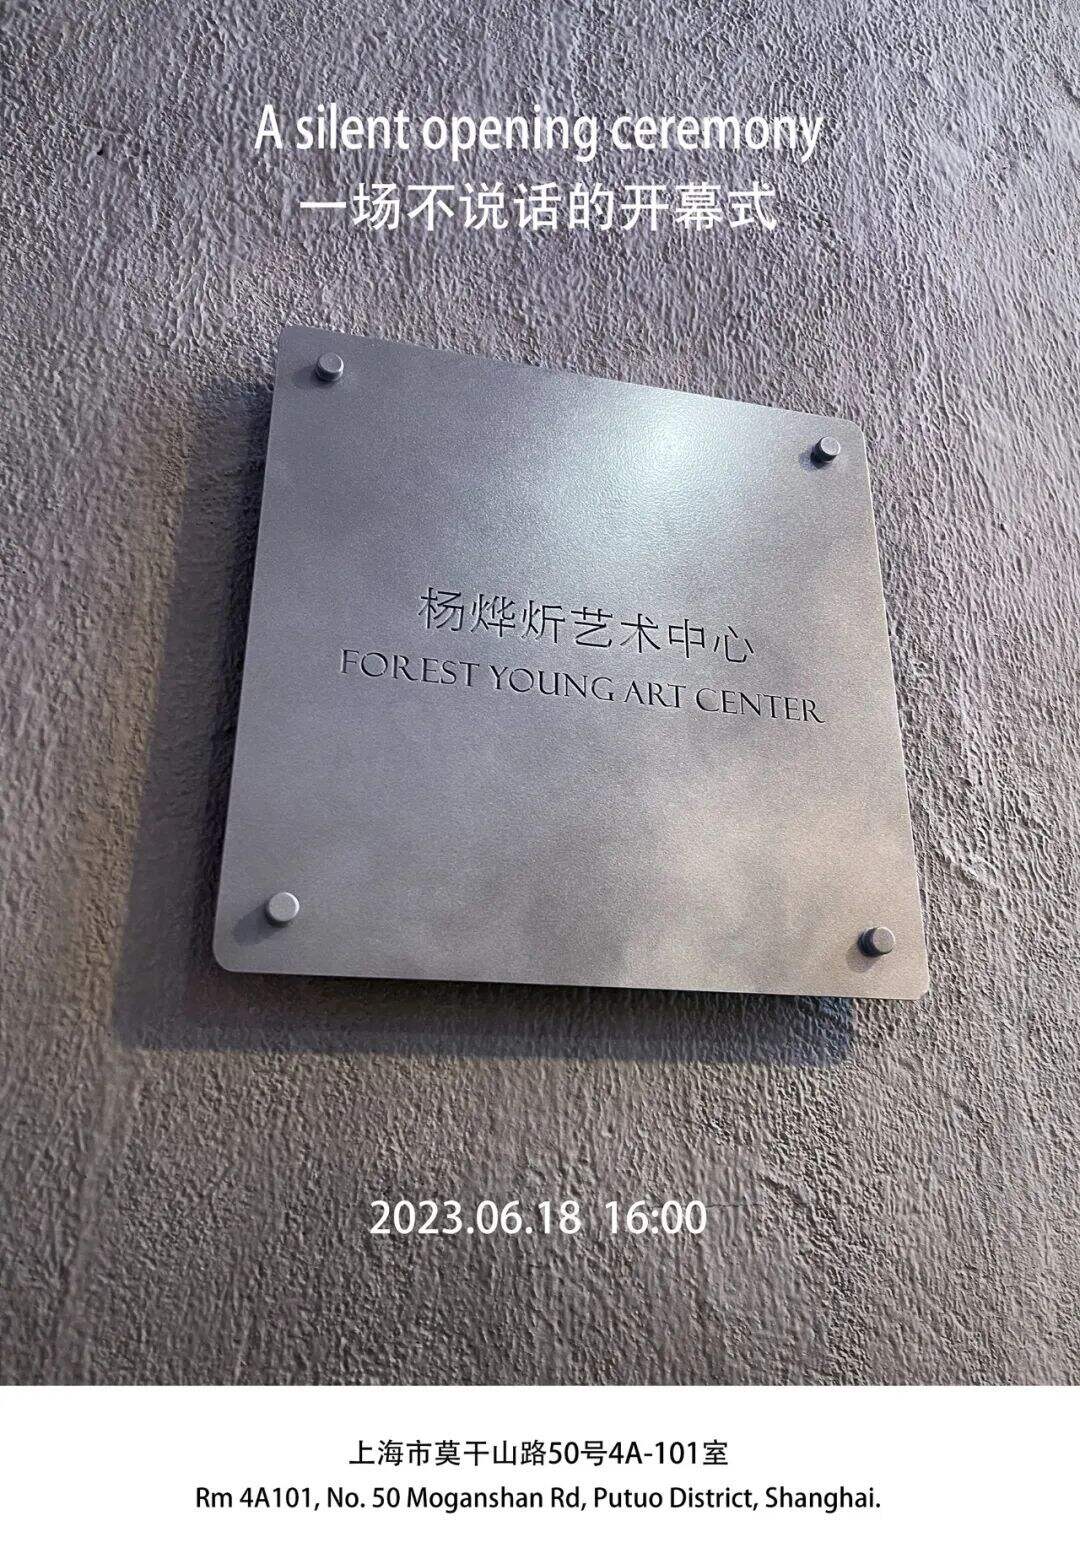 A silent opening ceremony
一场不说话的开幕式
杨烨炘艺术中心
FOREST YOUNG ART CENTER
2023.06.18 16:00
上海市莫干山路50号4A-101室
Rm 4A101, No. 50 Moganshan Rd, Putuo District, Shanghai.